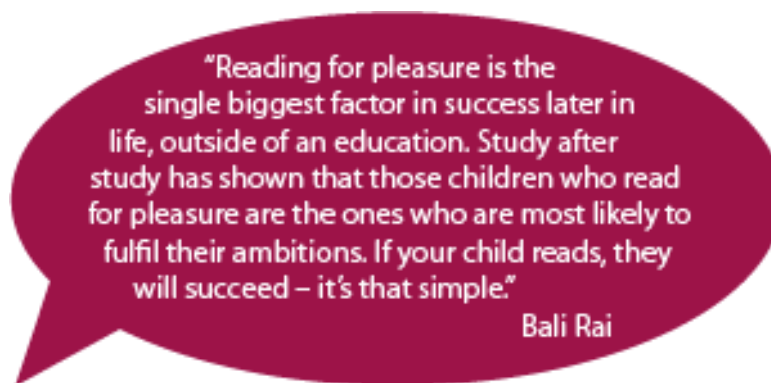 “Reading for pleasure is the
single biggest factor in success later in
life, outside of an education. Study after
study has shown that those children who read
for pleasure are the ones who are most likely to
fulfil their ambitions. If your child reads, they
will succeed – it’s that simple.”
Bali Rai